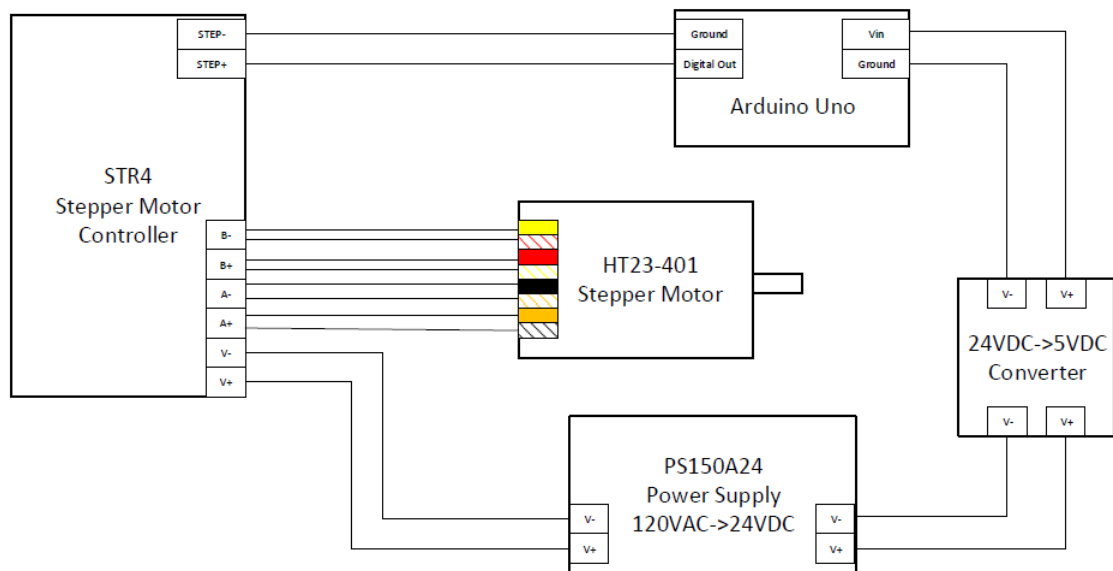 STEP-
STEP+
STR4
Stepper Motor
Controller
B-
B+
A-
A+
V-
V+
Ground
Digital Out
Vin
Ground
Arduino Uno
HT23-401
Stepper Motor
V-
V+
24VDC->5VDC
Converter
V-
V+
PS150A24
Power Supply
120VAC->24VDC
V-
V+
V-
V+